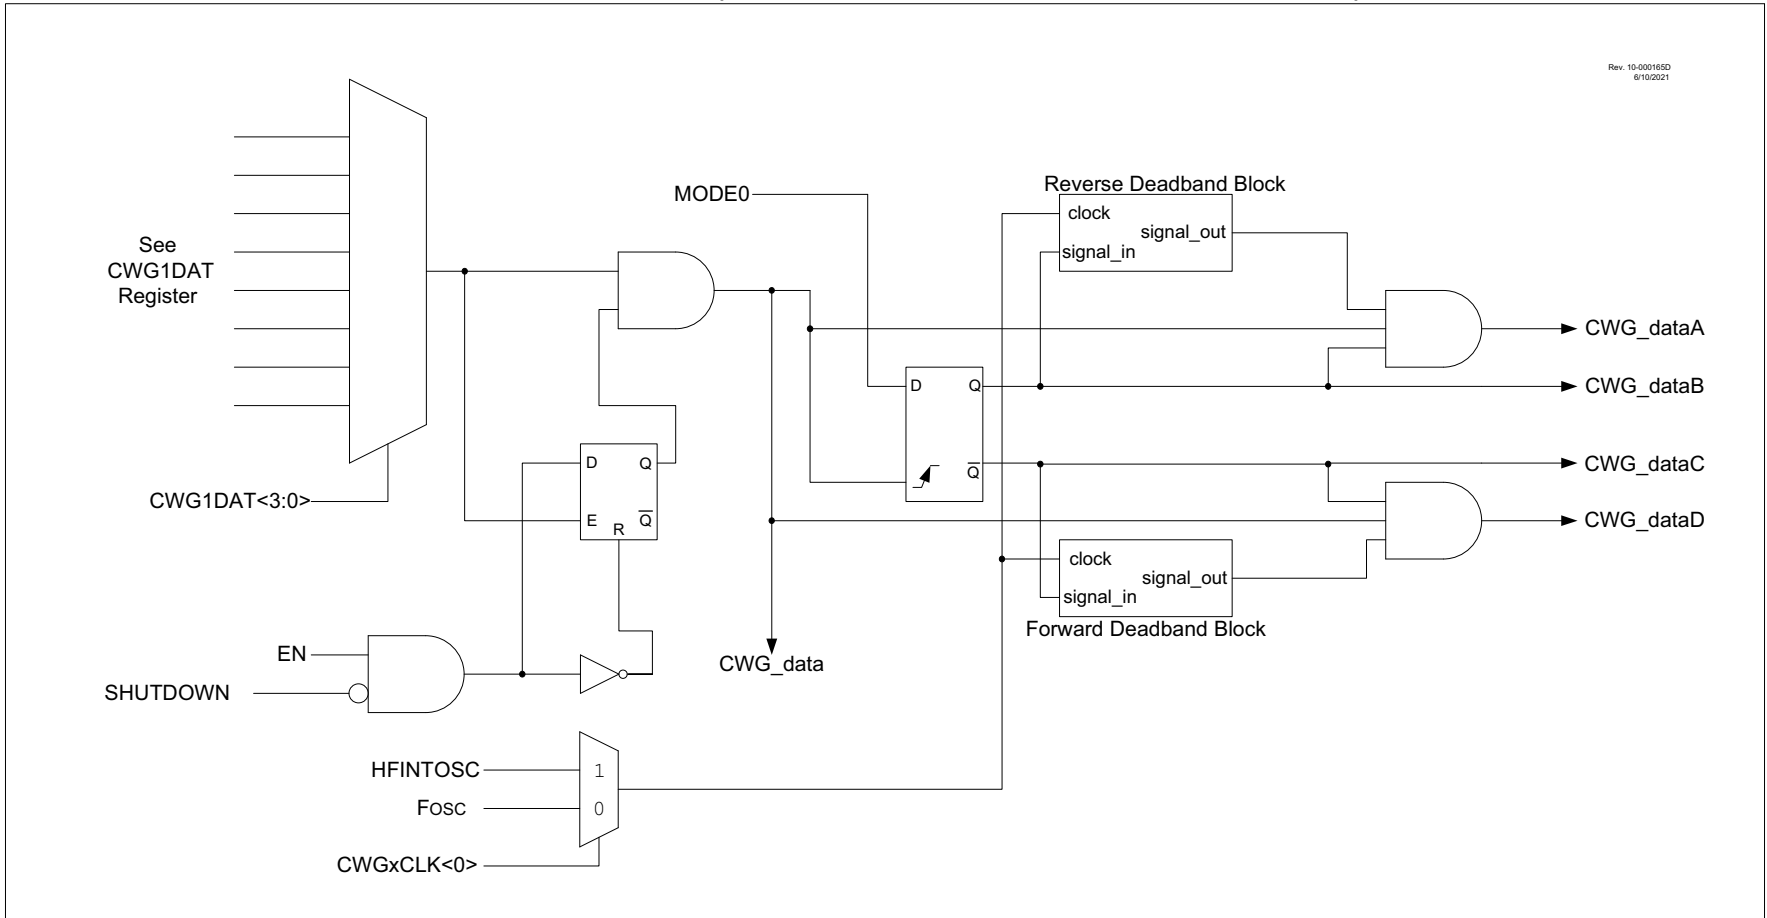 Rev. 10-000165D
6/10/2021
See
CWG1DAT
Register
CWG1DAT<3:0>
MODE0
Reverse Deadband Block
clock
signal_in
signal_out
D
Q
Q
D
Q
E
Q
R
CWG_dataA
CWG_dataB
CWG_dataC
CWG_dataD
clock
signal_out
signal_in
Forward Deadband Block
EN
SHUTDOWN
CWG_data
HFINTOSC
1
FOSC
0
CWGxCLK<0>